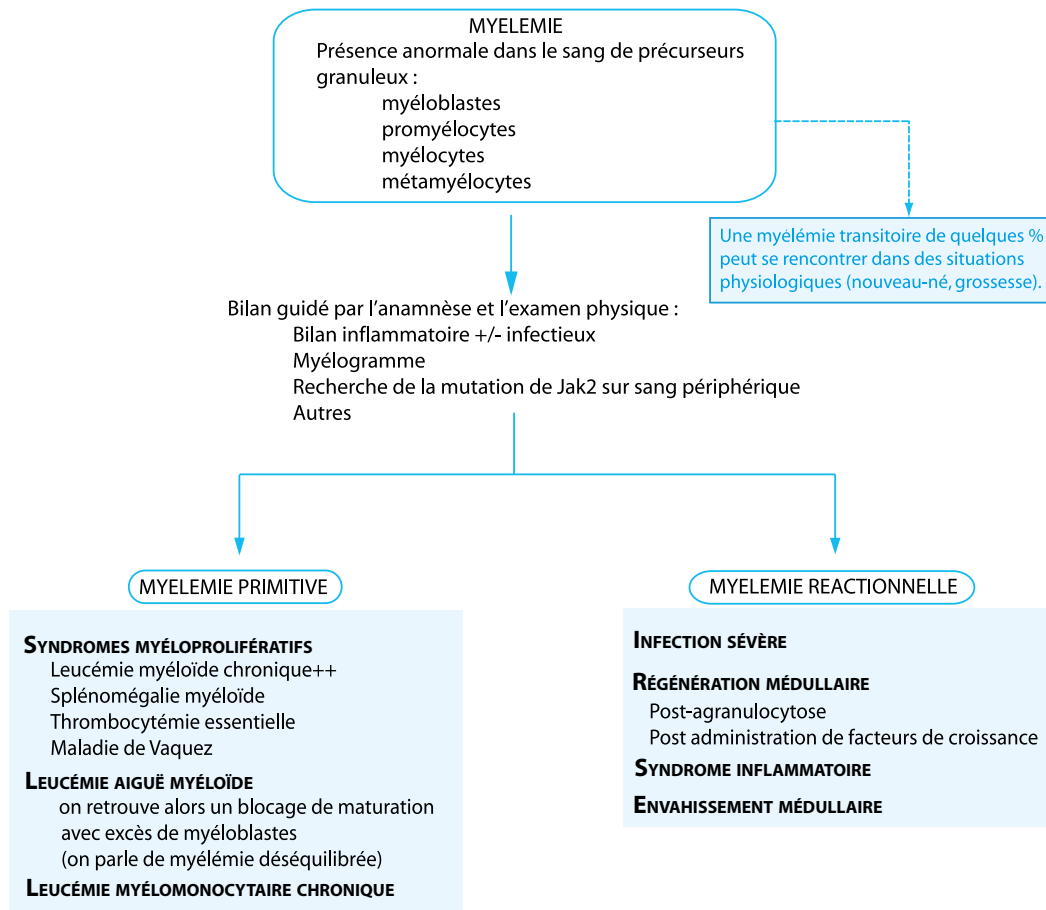 MYELEMIE
Présence anormale dans le sang de précurseurs
granuleux :
myéloblastes
promyélocytes
myélocytes
métamyélocytes
Une myélémie transitoire de quelques %
peut se rencontrer dans des situations
physiologiques (nouveau-né, grossesse).
Bilan guidé par l'anamnèse et l'examen physique :
Bilan inflammatoire +/- infectieux
Myélogramme
Recherche de la mutation de Jak2 sur sang périphérique
Autres
MYELEMIE PRIMITIVE
SYNDROMES MYÉLOPROLIFÉRATIFS
Leucémie myéloïde chronique++
Splénomégalie myéloïde
Thrombocytémie essentielle
Maladie de Vaquez
LEUCÉMIE AIGUË MYÉLOÏDE
on retrouve alors un blocage de maturation
avec excès de myéloblastes
(on parle de myélémie déséquilibrée)
LEUCÉMIE MYÉLOMONOCYTAIRE CHRONIQUE
MYELEMIE REACTIONNELLE
INFECTION SÉVÈRE
RÉGÉNÉRATION MÉDULLAIRE
Post-agranulocytose
Post administration de facteurs de croissance
SYNDROME INFLAMMATOIRE
ENVAHISSEMENT MÉDULLAIRE